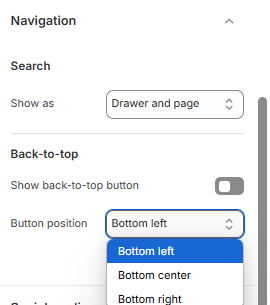 Navigation
Search
Show as Drawer and page
Back-to-top
Show back-to-top button
Button position Bottom left
Bottom left
Bottom center
Bottom right